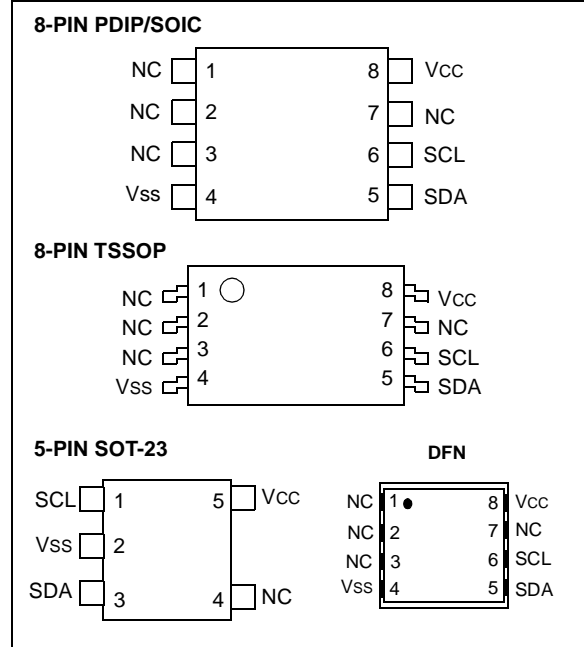 8-PIN PDIP/SOIC
NC 1 8 VCC
NC 2 7 NC
NC 3 6 SCL
VSS 4 5 SDA
8-PIN TSSOP
NC 1 8 VCC
NC 2 7 NC
NC 3 6 SCL
VSS 4 5 SDA
5-PIN SOT-23
SCL 1 5 VCC
VSS 2
SDA 3 4 NC
DFN
NC 1 8 VCC
NC 2 7 NC
NC 3 6 SCL
VSS 4 5 SDA